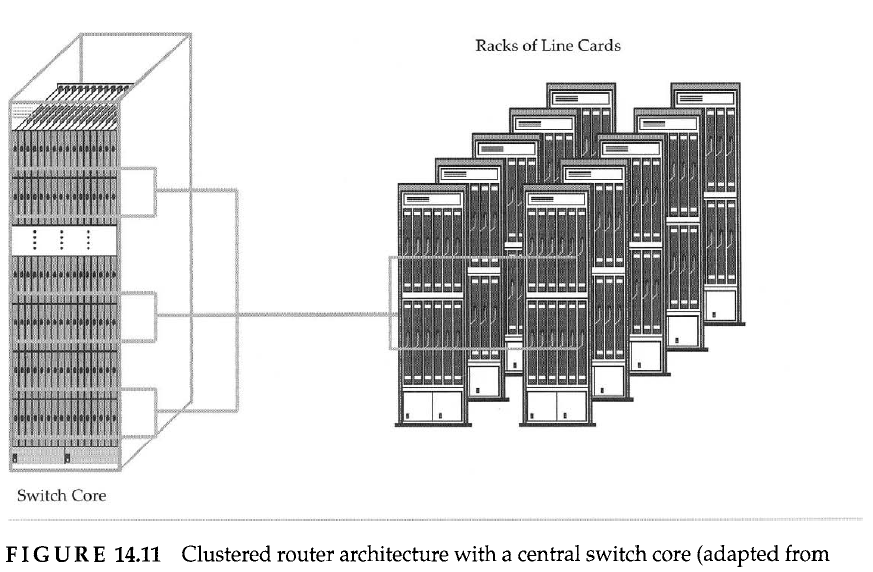 Racks of Line Cards
Switch Core
FIGURE 14.11 Clustered router architecture with a central switch core (adapted from